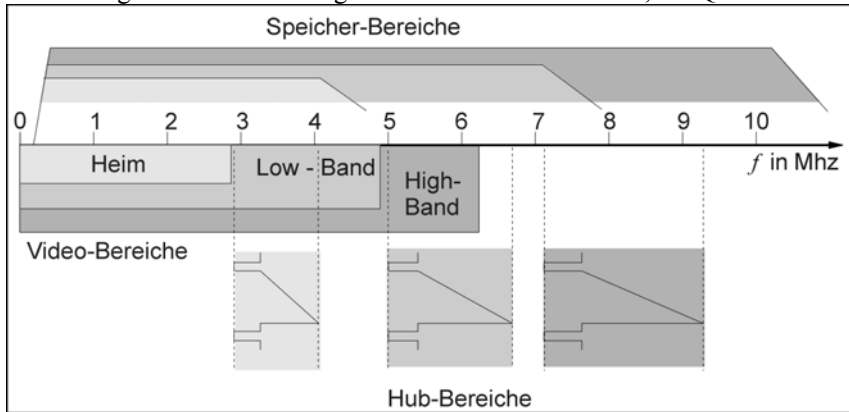 Speicher-Bereiche
0 1 2 3 4 5 6 7 8 9 10
f in Mhz
Heim
Low - Band
High-
Band
Video-Bereiche
Hub-Bereiche